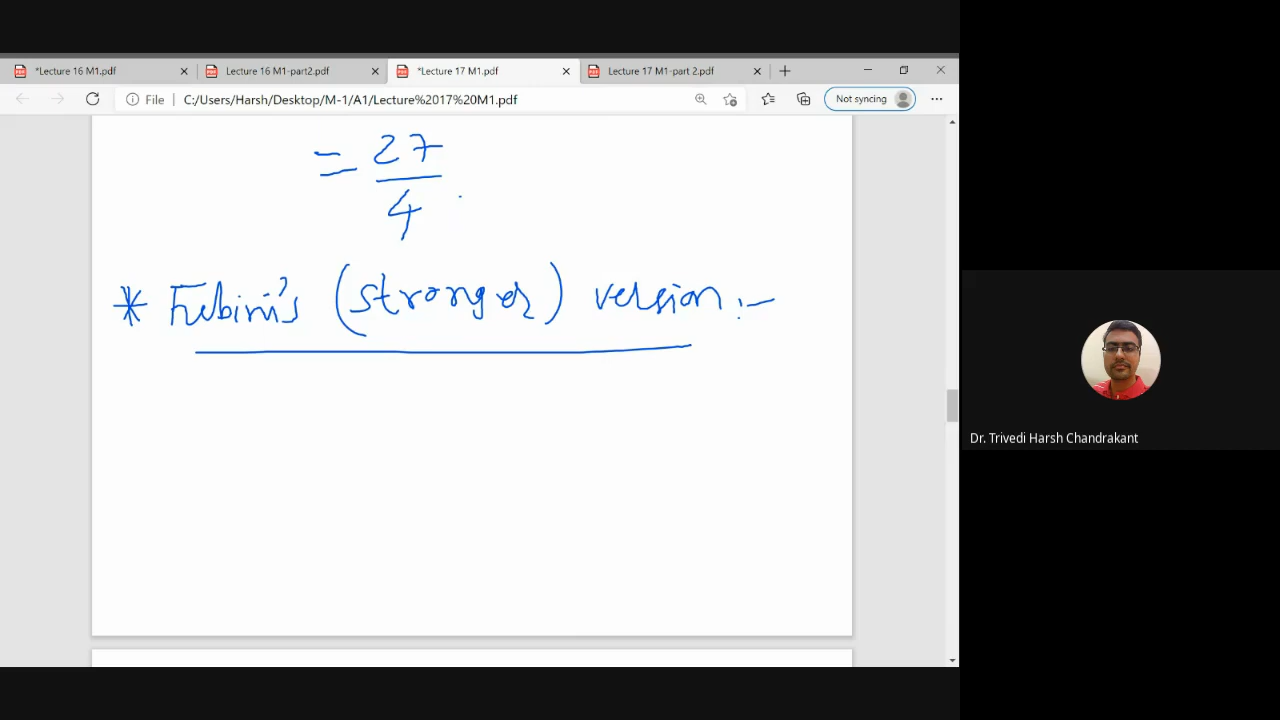 *Lecture 16 M1.pdf
Lecture 16 M1-part2.pdf
*Lecture 17 M1.pdf
Lecture 17 M1-part 2.pdf
File
C:/Users/Harsh/Desktop/M-1/A1/Lecture%2017%20M1.pdf
Not syncing
= 27
4
* Fubini's (stronger) version :-
Dr. Trivedi Harsh Chandrakant